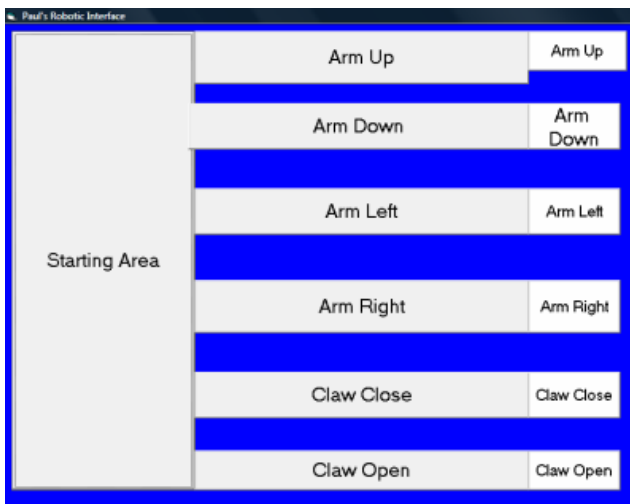 Paul's Robotic Interface
Arm Up
Arm Up
Arm Down
Arm
Down
Arm Left
Arm Left
Starting Area
Arm Right
Arm Right
Claw Close
Claw Close
Claw Open
Claw Open